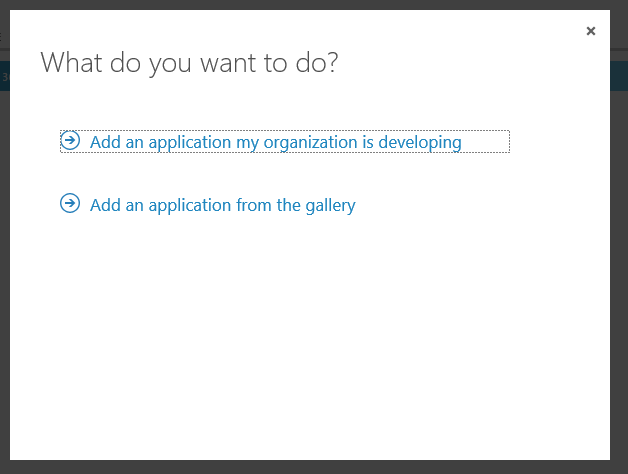 What do you want to do?
Add an application my organization is developing
Add an application from the gallery